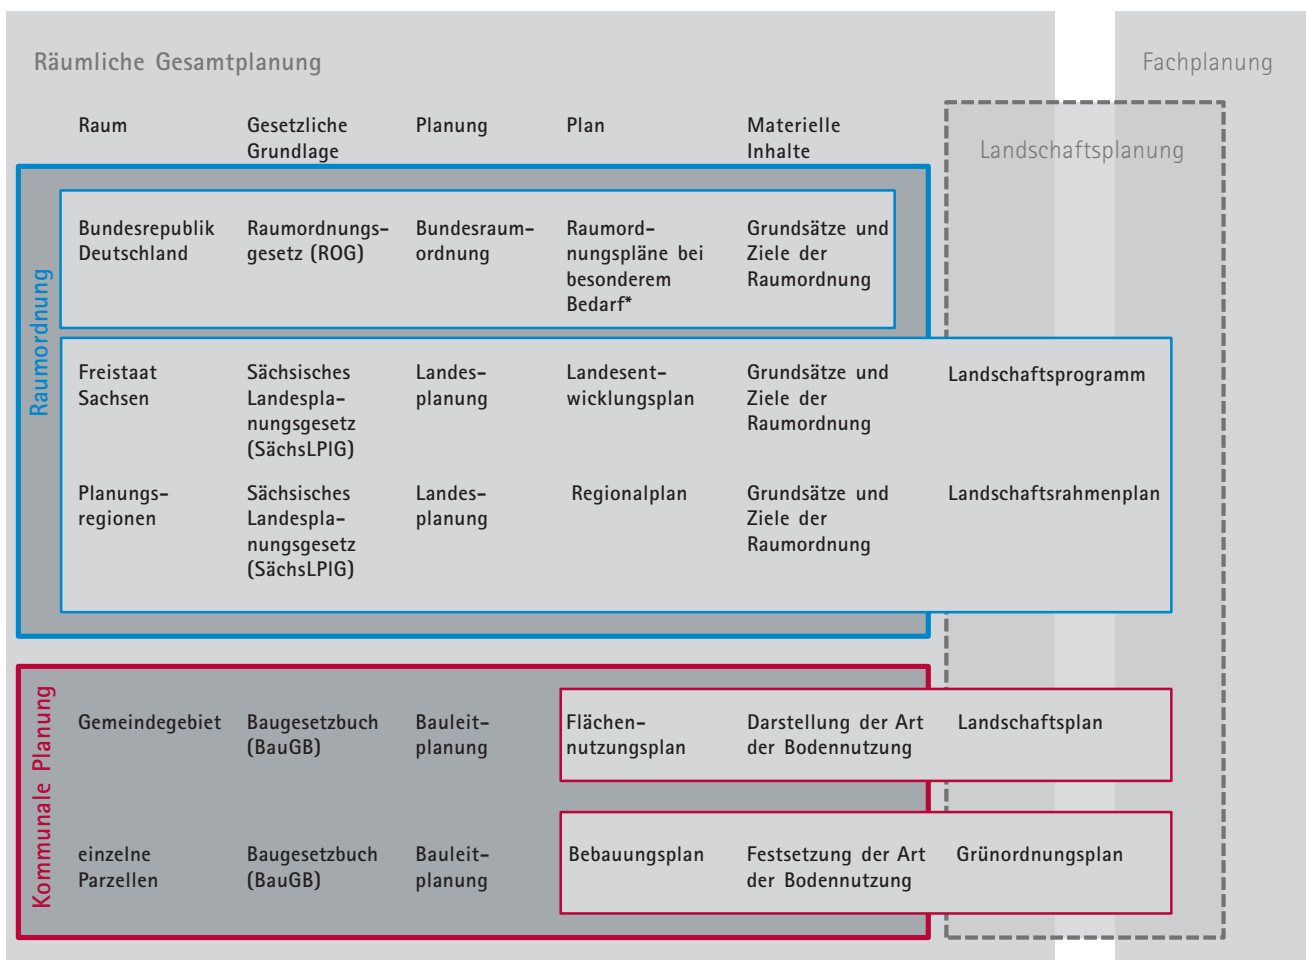 Räumliche Gesamtplanung
Fachplanung
Landschaftsplanung
Raum
Gesetzliche
Grundlage
Planung
Plan
Materielle
Inhalte
Raumordnung
Bundesrepublik
Deutschland
Raumordnungs-
gesetz (ROG)
Bundesraum-
ordnung
Raumord-
nungspläne bei
besonderem
Bedarf*
Grundsätze und
Ziele der
Raumordnung
Freistaat
Sachsen
Sächsisches
Landespla-
nungsgesetz
(SächsLPlG)
Landes-
planung
Landesent-
wicklungsplan
Grundsätze und
Ziele der
Raumordnung
Landschaftsprogramm
Planungs-
regionen
Sächsisches
Landespla-
nungsgesetz
(SächsLPlG)
Landes-
planung
Regionalplan
Grundsätze und
Ziele der
Raumordnung
Landschaftsrahmenplan
Kommunale Planung
Gemeindegebiet
Baugesetzbuch
(BauGB)
Bauleit-
planung
Flächen-
nutzungsplan
Darstellung der Art
der Bodennutzung
Landschaftsplan
einzelne
Parzellen
Baugesetzbuch
(BauGB)
Bauleit-
planung
Bebauungsplan
Festsetzung der Art
der Bodennutzung
Grünordnungsplan